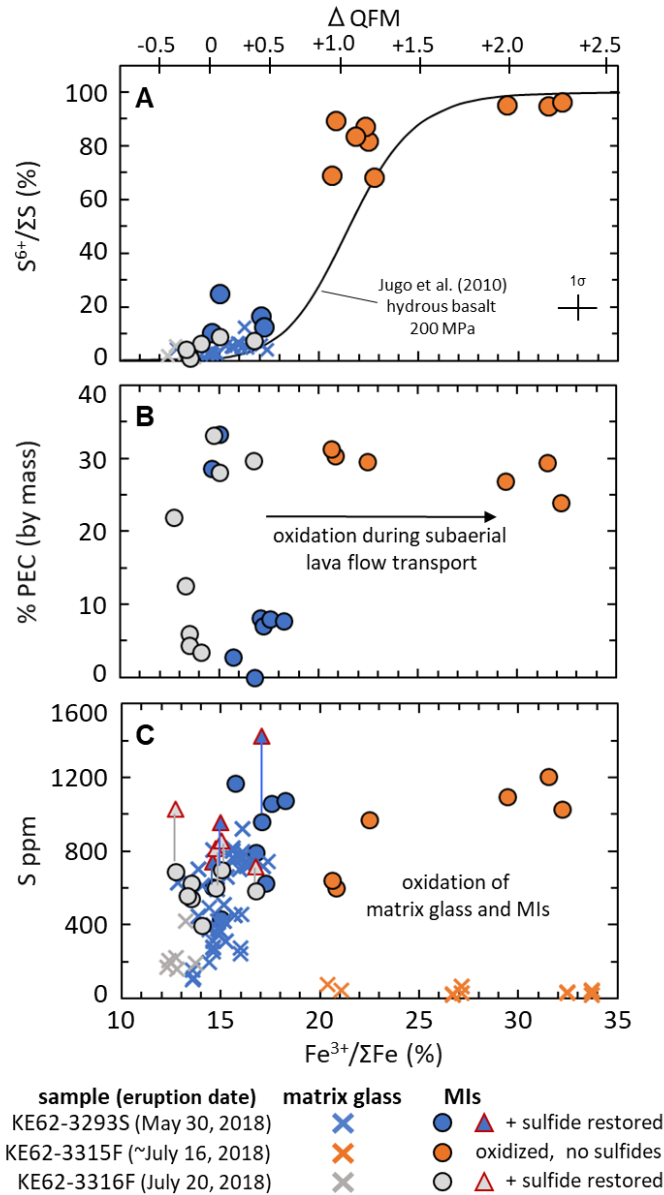 Δ QFM
-0.5 0 +0.5 +1.0 +1.5 +2.0 +2.5
A
100
80
60
40
20
0
S6+/ΣS (%)
Jugo et al. (2010)
hydrous basalt
200 MPa
1σ
B
40
30
20
10
0
% PEC (by mass)
oxidation during subaerial
lava flow transport
C
1600
1200
800
400
0
S ppm
oxidation of
matrix glass and MIs
10 15 20 25 30 35
Fe3+/ΣFe (%)
sample (eruption date) matrix glass MIs
KE62-3293S (May 30, 2018) + sulfide restored
KE62-3315F (~July 16, 2018) oxidized, no sulfides
KE62-3316F (July 20, 2018) + sulfide restored